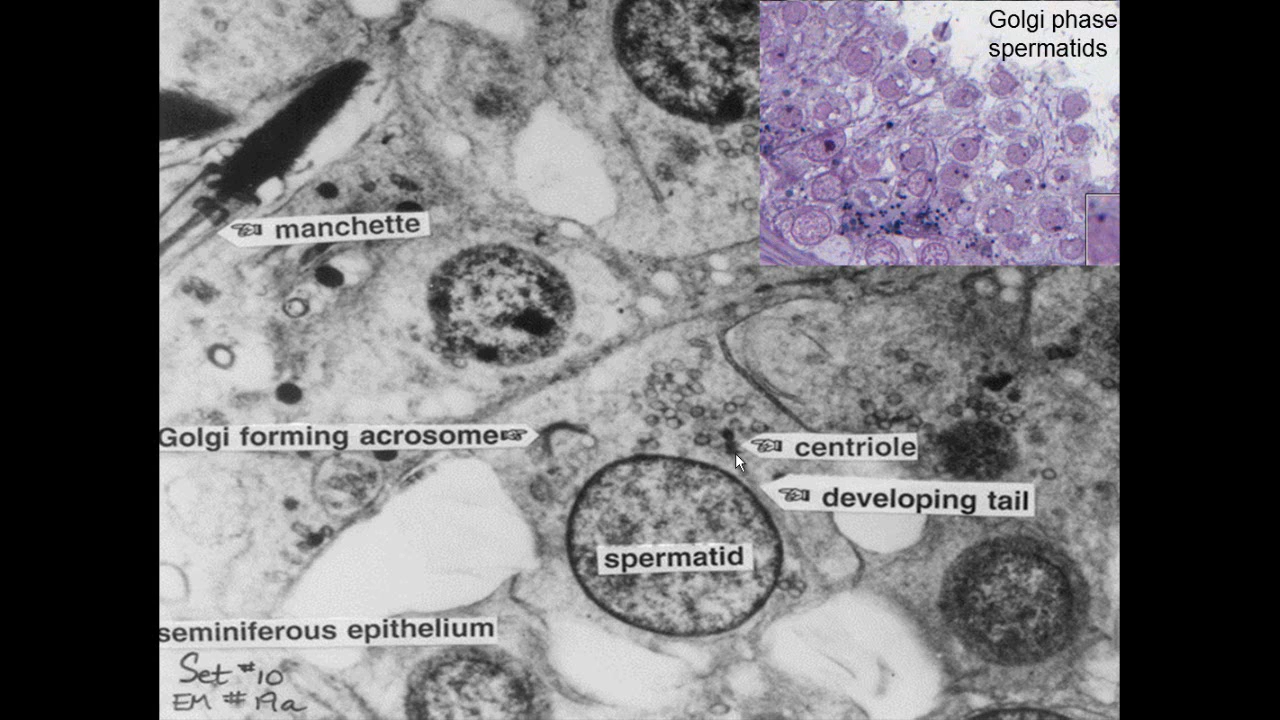 Golgi phase
spermatids
manchette
Golgi forming acrosome
centriole
developing tail
spermatid
seminiferous epithelium
Set #10
EM # 19a